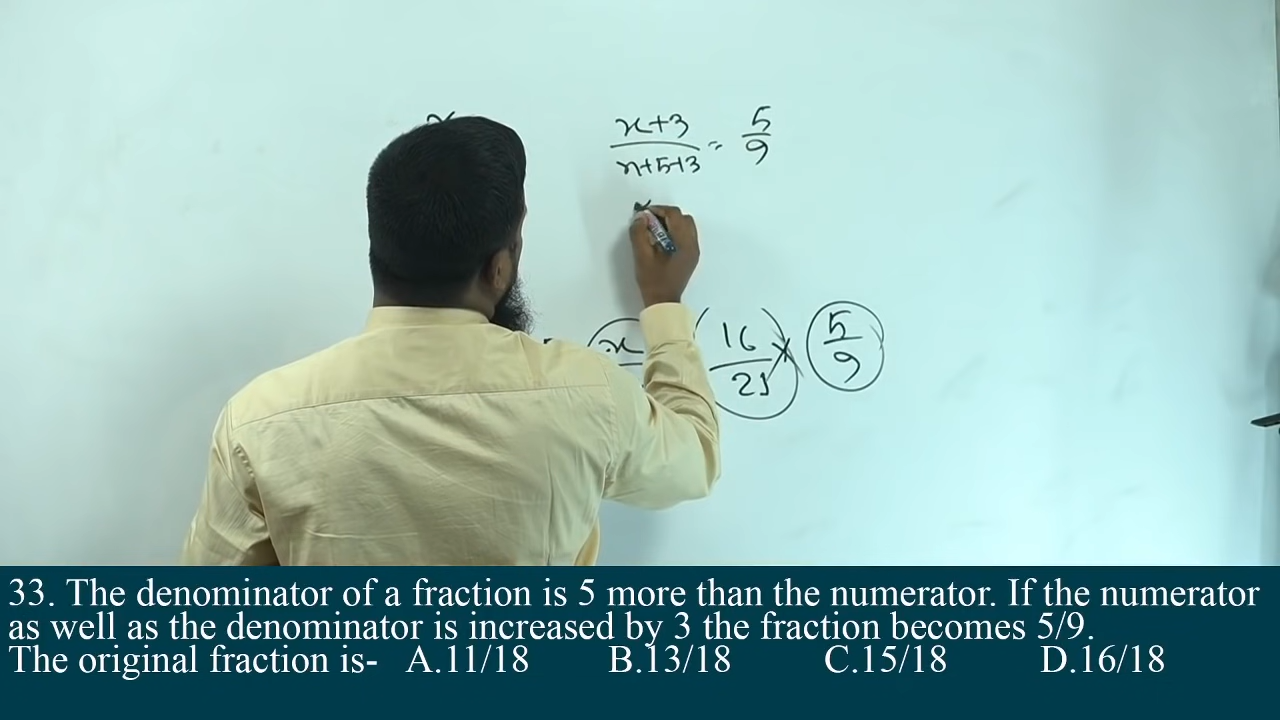 x
x+3
x+5+3
=
5
9
x
x
16
21
×
5
9
33. The denominator of a fraction is 5 more than the numerator. If the numerator
as well as the denominator is increased by 3 the fraction becomes 5/9.
The original fraction is- A.11/18 B.13/18 C.15/18 D.16/18